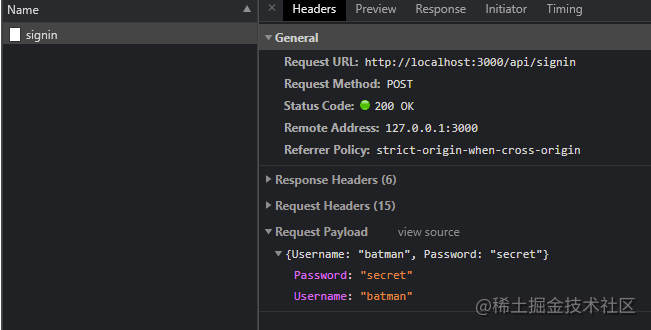 Name
signin
Headers Preview Response Initiator Timing
General
Request URL: http://localhost:3000/api/signin
Request Method: POST
Status Code: 200 OK
Remote Address: 127.0.0.1:3000
Referrer Policy: strict-origin-when-cross-origin
Response Headers (6)
Request Headers (15)
Request Payload view source
{Username: "batman", Password: "secret"}
Password: "secret"
Username: "batman"
@稀土掘金技术社区